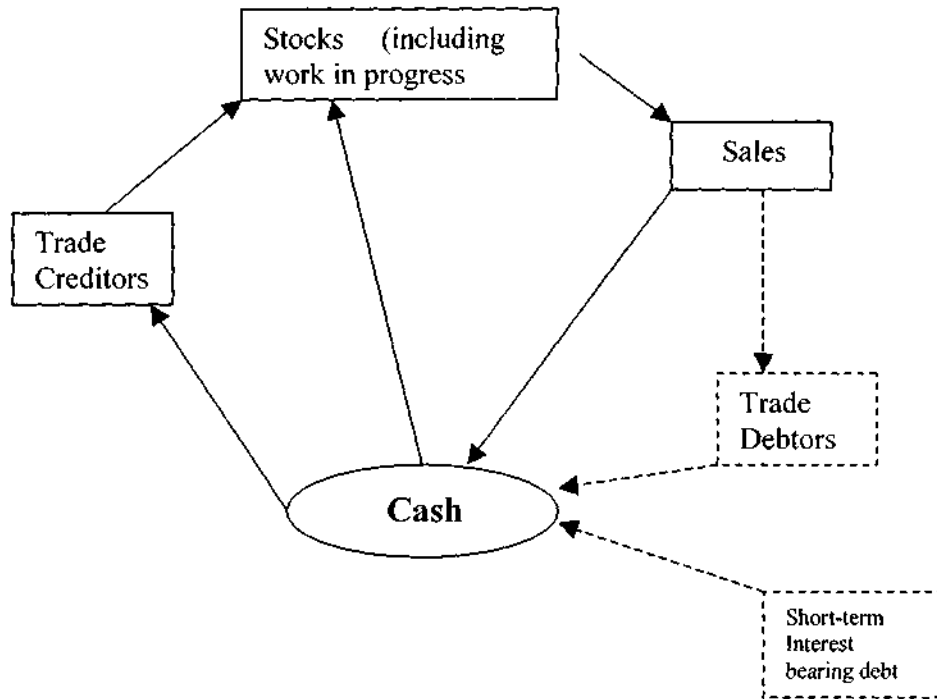 Stocks (including
work in progress
Sales
Trade
Creditors
Trade
Debtors
Cash
Short-term
Interest
bearing debt